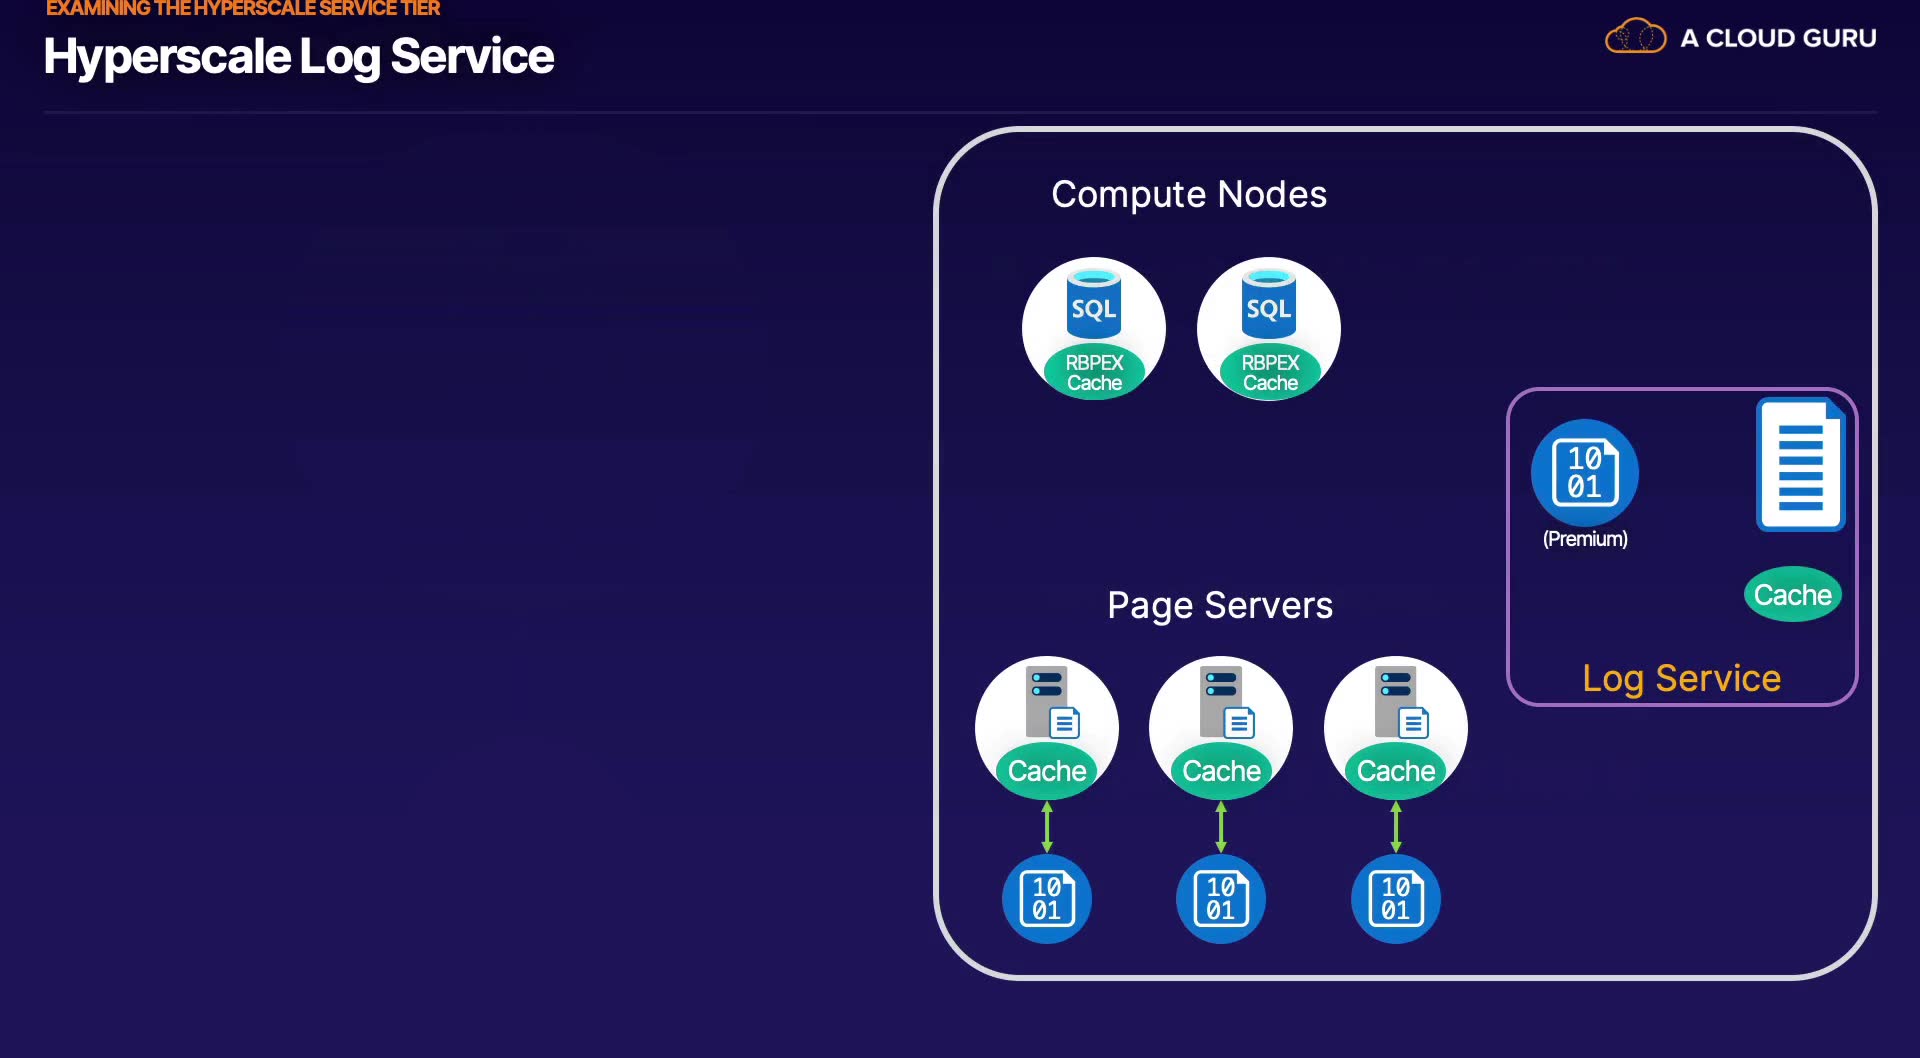 EXAMINING THE HYPERSCALE SERVICE TIER
Hyperscale Log Service
A CLOUD GURU
Compute Nodes
SQL
RBPEX
Cache
SQL
RBPEX
Cache
10
01
(Premium)
Cache
Log Service
Page Servers
Cache
Cache
Cache
10
01
10
01
10
01